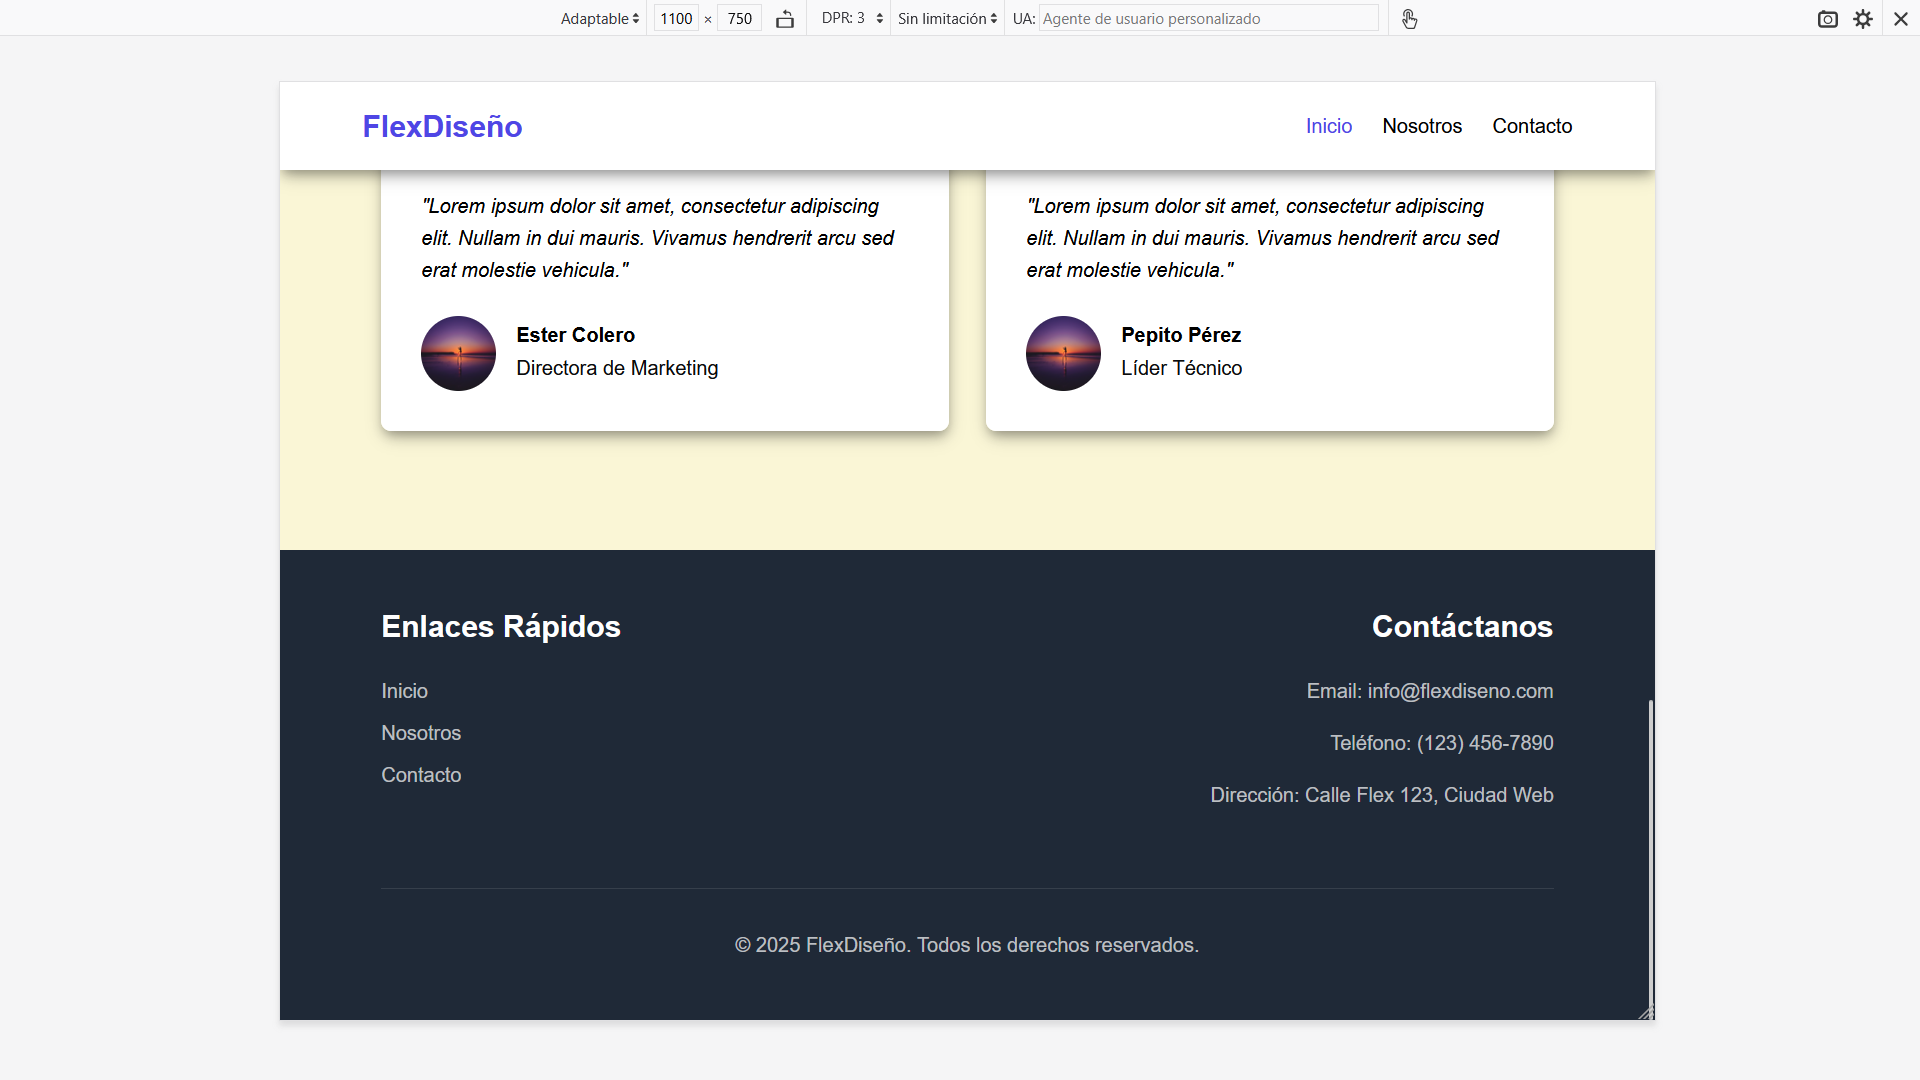 Adaptable 1100 × 750 DPR: 3 Sin limitación UA: Agente de usuario personalizado
FlexDiseño
Inicio Nosotros Contacto
"Lorem ipsum dolor sit amet, consectetur adipiscing
elit. Nullam in dui mauris. Vivamus hendrerit arcu sed
erat molestie vehicula."
Ester Colero
Directora de Marketing
"Lorem ipsum dolor sit amet, consectetur adipiscing
elit. Nullam in dui mauris. Vivamus hendrerit arcu sed
erat molestie vehicula."
Pepito Pérez
Líder Técnico
Enlaces Rápidos
Inicio
Nosotros
Contacto
Contáctanos
Email: info@flexdiseno.com
Teléfono: (123) 456-7890
Dirección: Calle Flex 123, Ciudad Web
© 2025 FlexDiseño. Todos los derechos reservados.